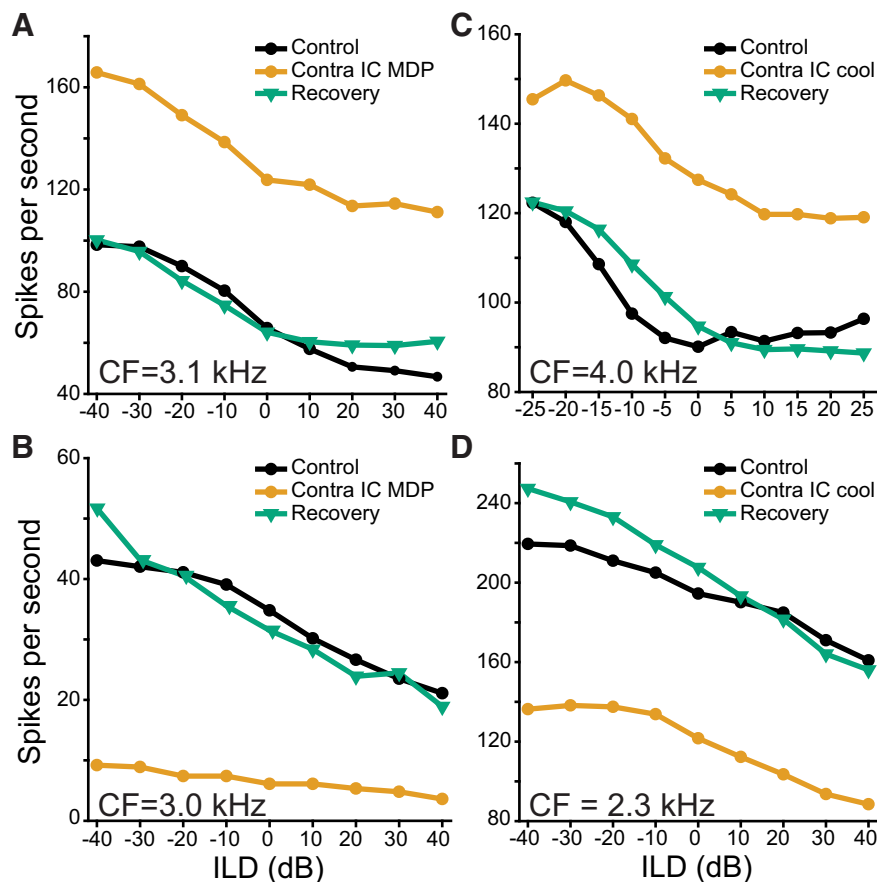 A
Spikes per second
160
120
80
40
Control
Contra IC MDP
Recovery
CF=3.1 kHz
-40 -30 -20 -10 0 10 20 30 40
C
160
140
120
100
80
Control
Contra IC cool
Recovery
CF=4.0 kHz
-25 -20 -15 -10 -5 0 5 10 15 20 25
B
Spikes per second
60
40
20
0
Control
Contra IC MDP
Recovery
CF=3.0 kHz
-40 -30 -20 -10 0 10 20 30 40
ILD (dB)
D
240
200
160
120
80
Control
Contra IC cool
Recovery
CF = 2.3 kHz
-40 -30 -20 -10 0 10 20 30 40
ILD (dB)